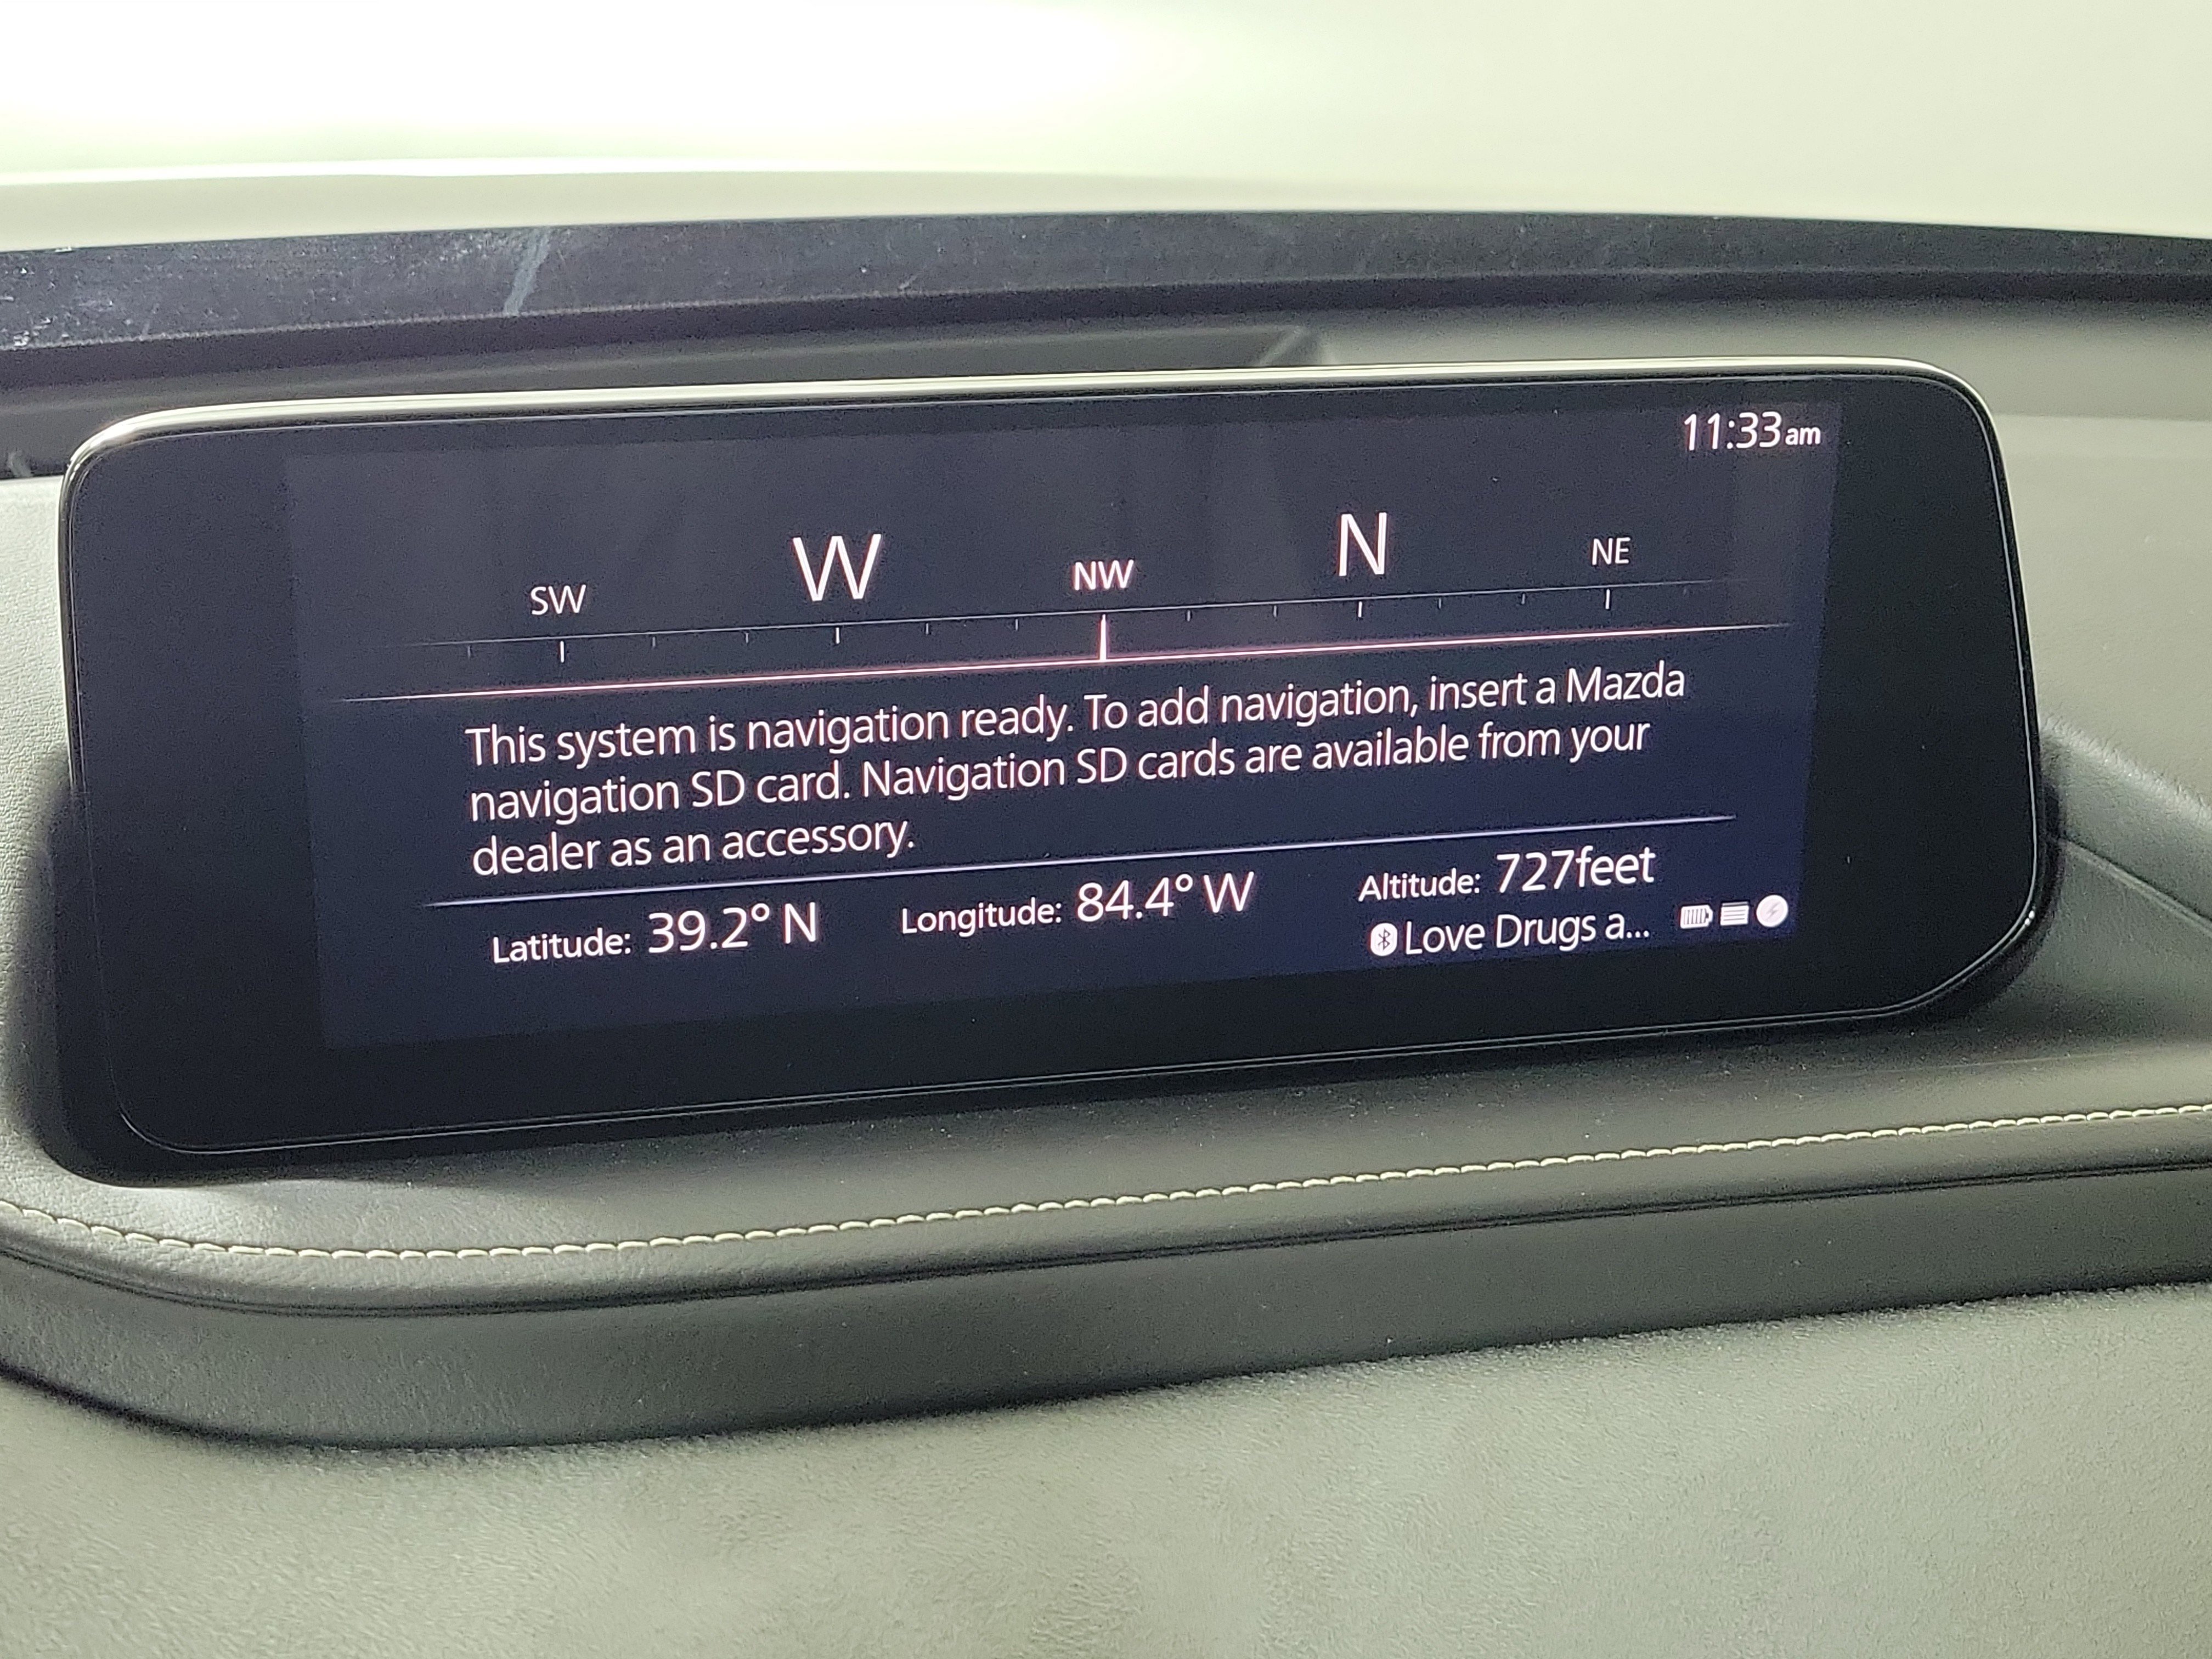 11:33am
SW W NW N NE
This system is navigation ready. To add navigation, insert a Mazda
navigation SD card. Navigation SD cards are available from your
dealer as an accessory.
Latitude: 39.2° N Longitude: 84.4° W Altitude: 727feet
Love Drugs a...